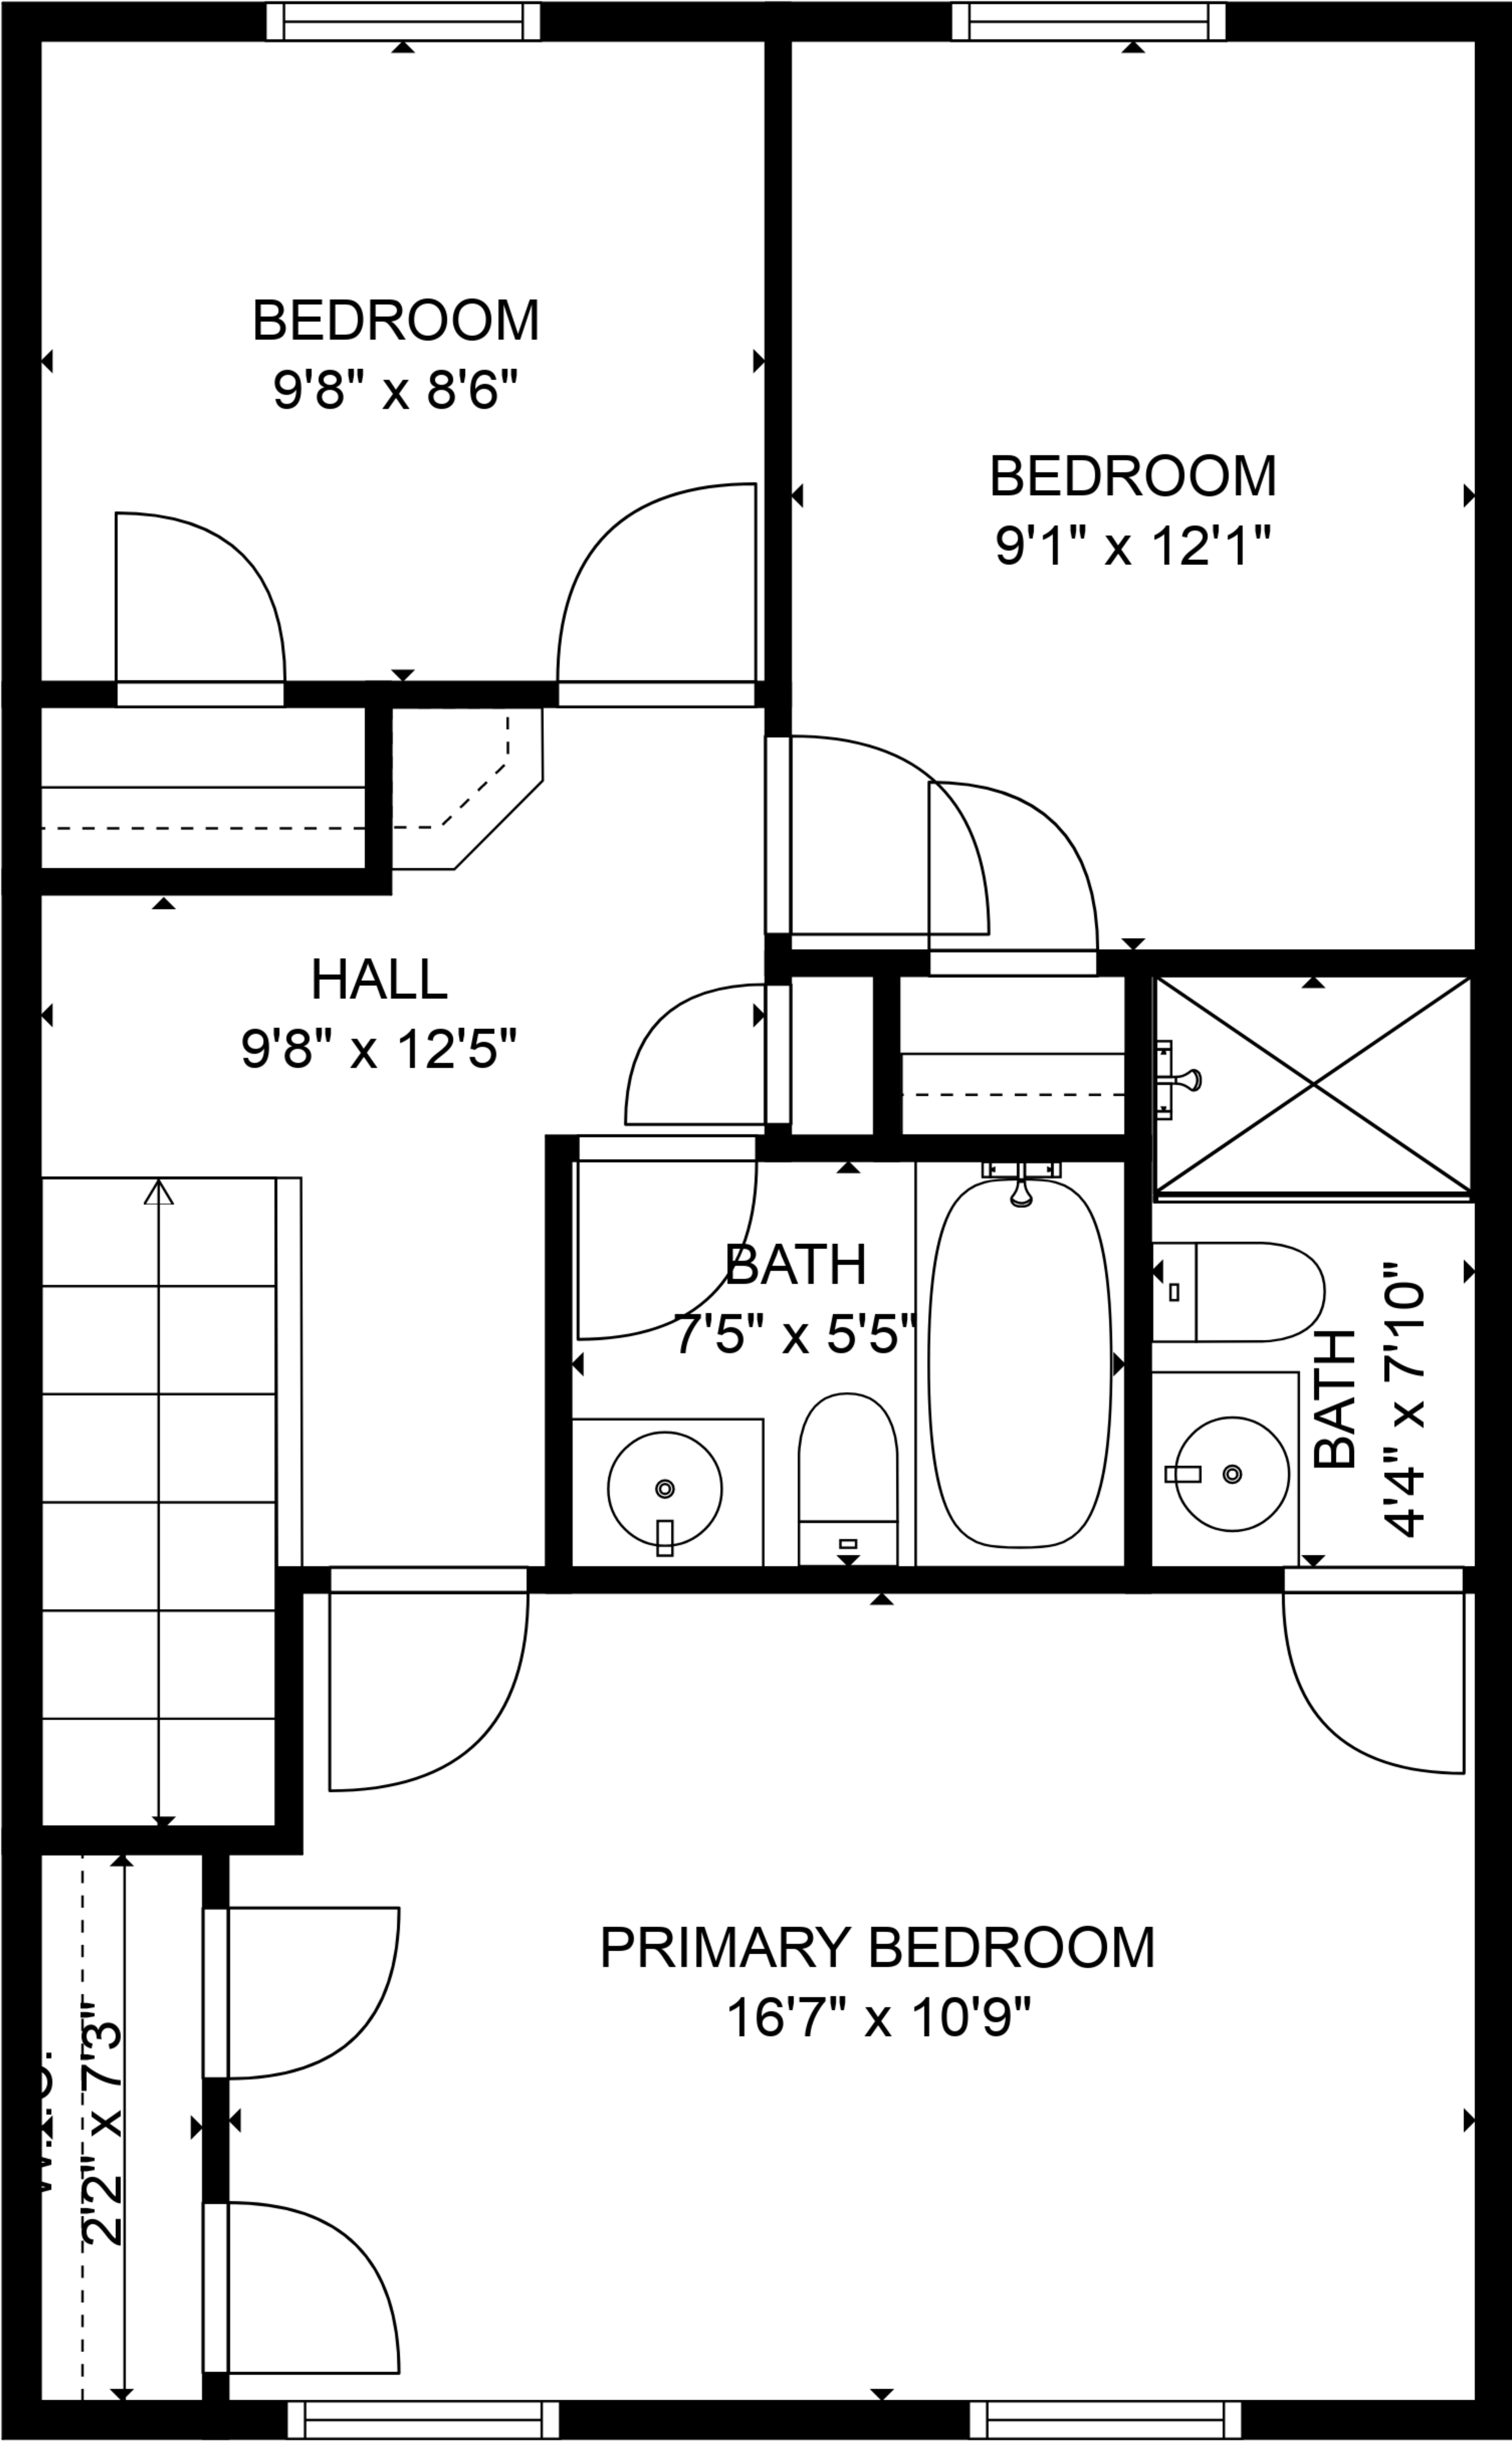 BEDROOM
9'8" x 8'6"
BEDROOM
9'1" x 12'1"
HALL
9'8" x 12'5"
BATH
7'5" x 5'5"
BATH
4'4" x 7'10"
PRIMARY BEDROOM
16'7" x 10'9"
2'2" x 7'3"